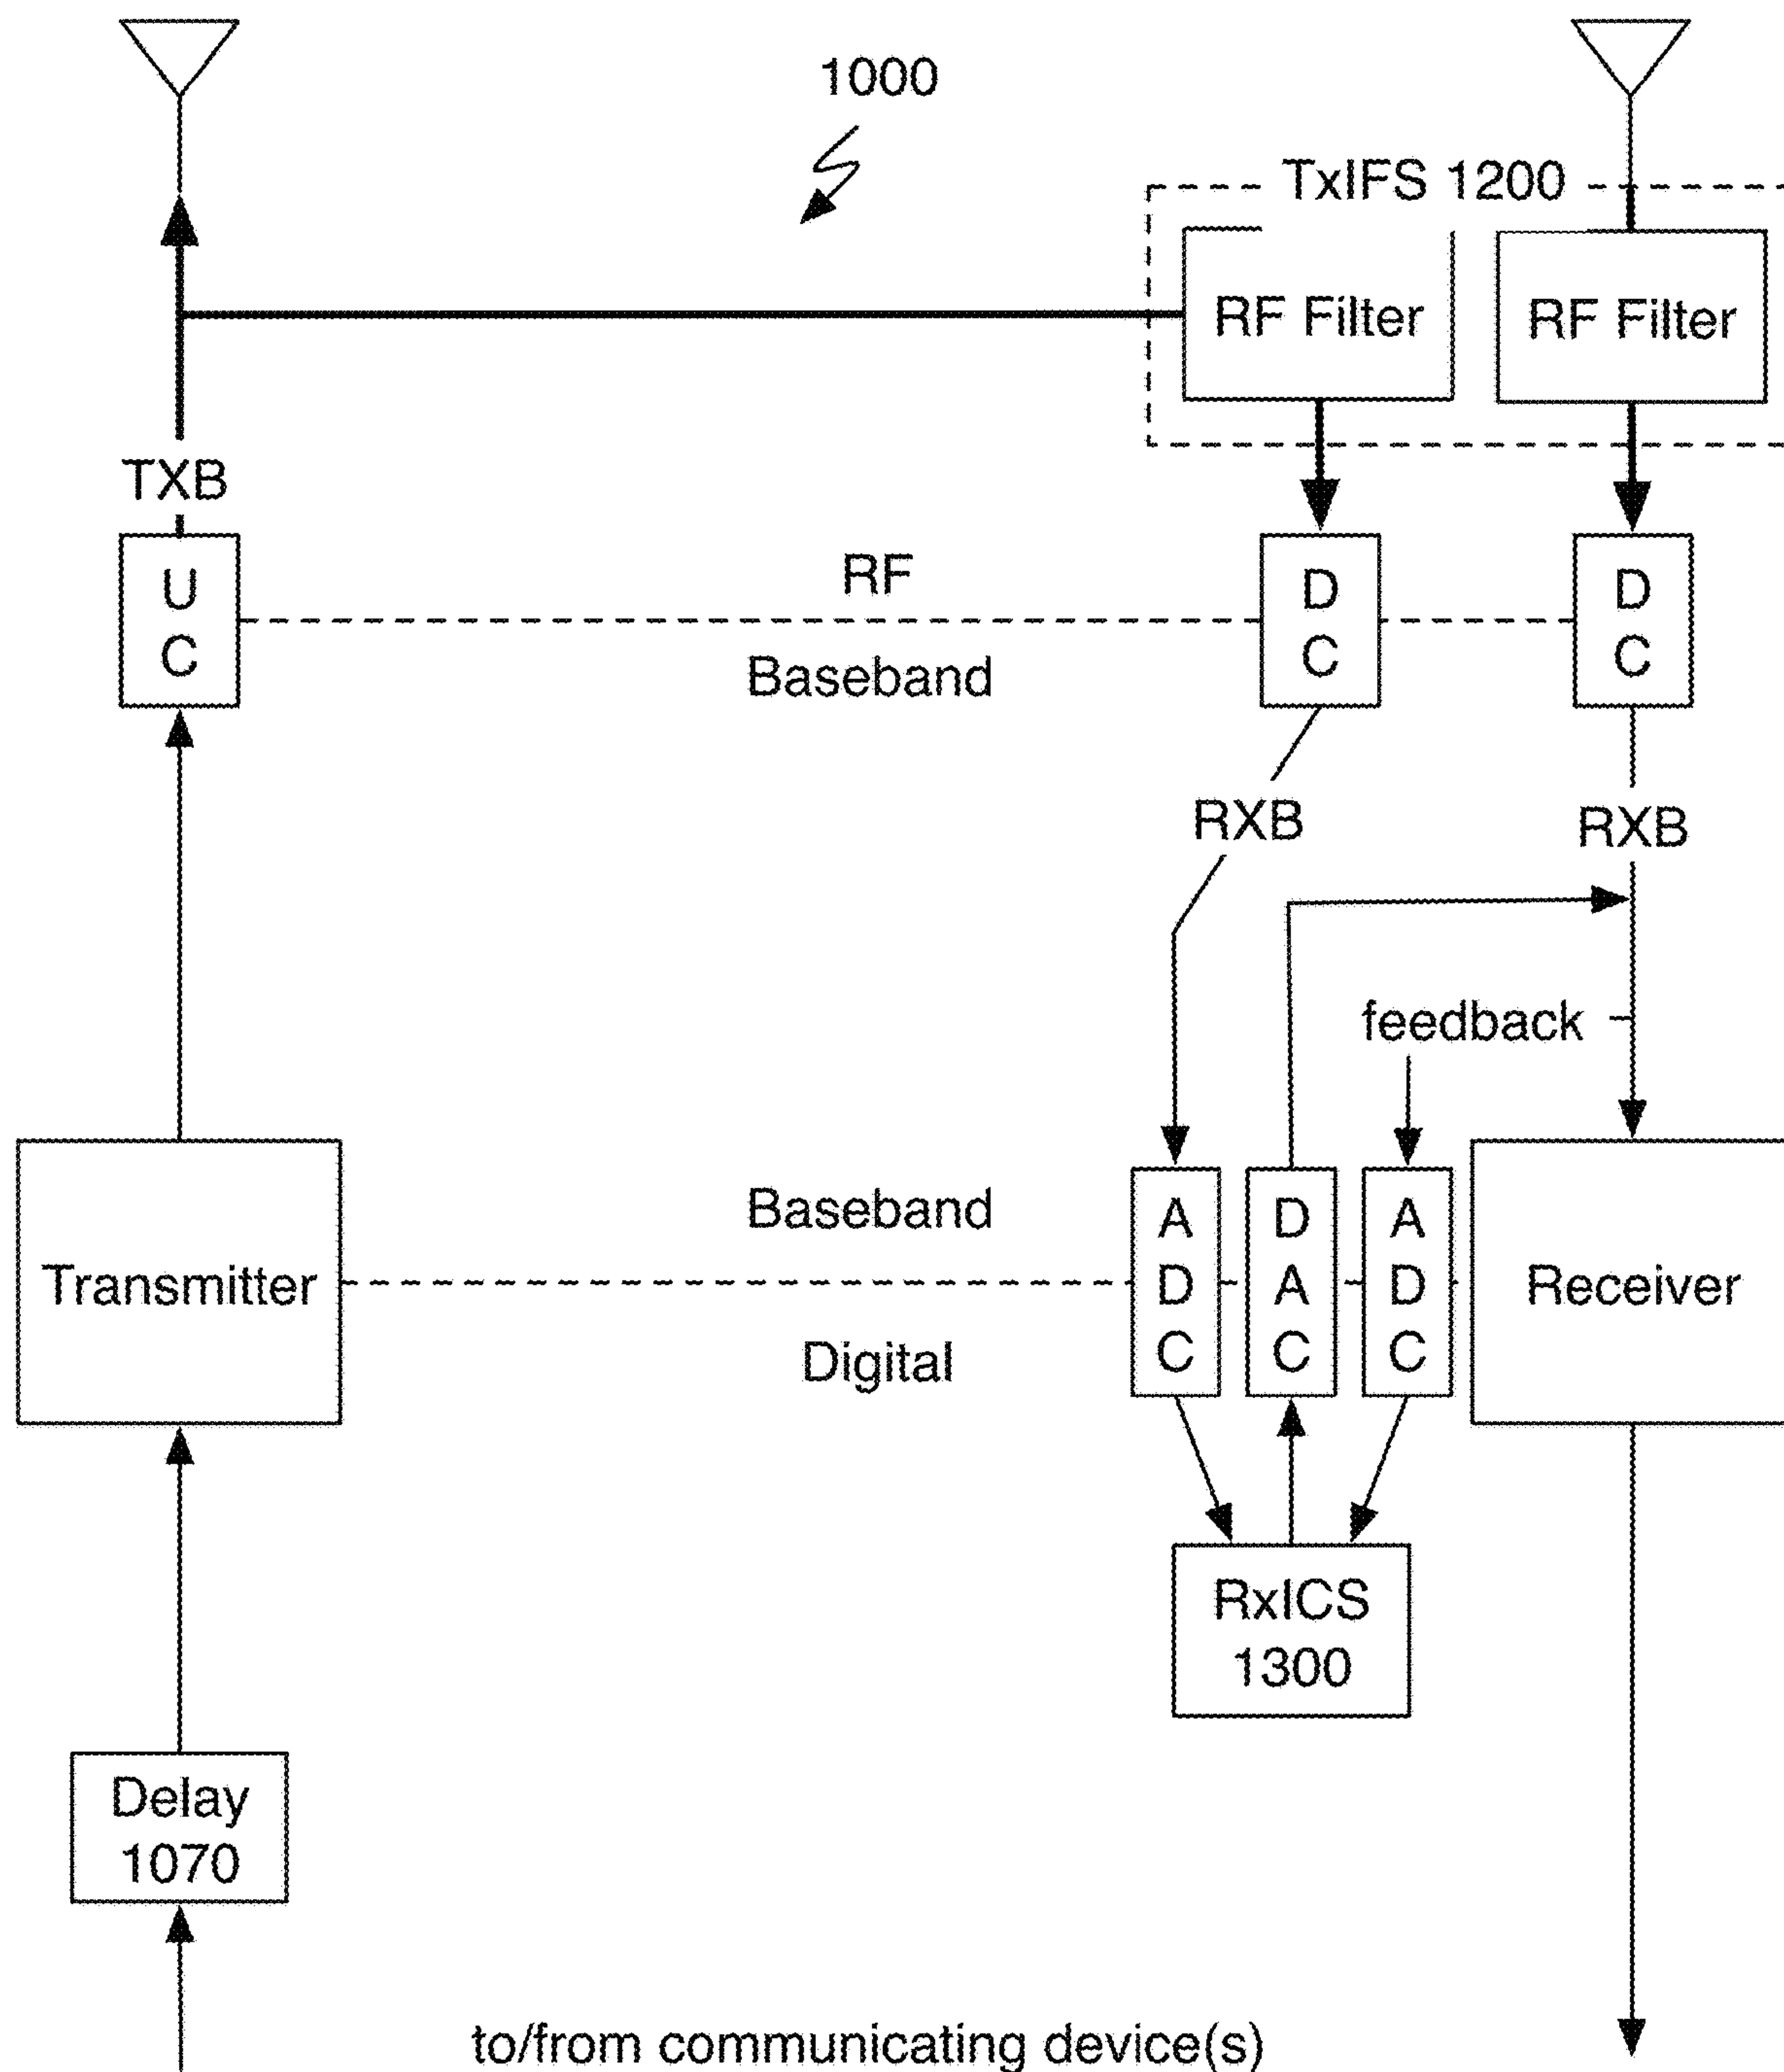 1000
TxIFS 1200
RF Filter
RF Filter
TXB
U
C
RF
Baseband
D
C
D
C
RXB
RXB
feedback
Transmitter
Baseband
Digital
A
D
C
D
A
C
A
D
C
Receiver
RxICS
1300
Delay
1070
to/from communicating device(s)